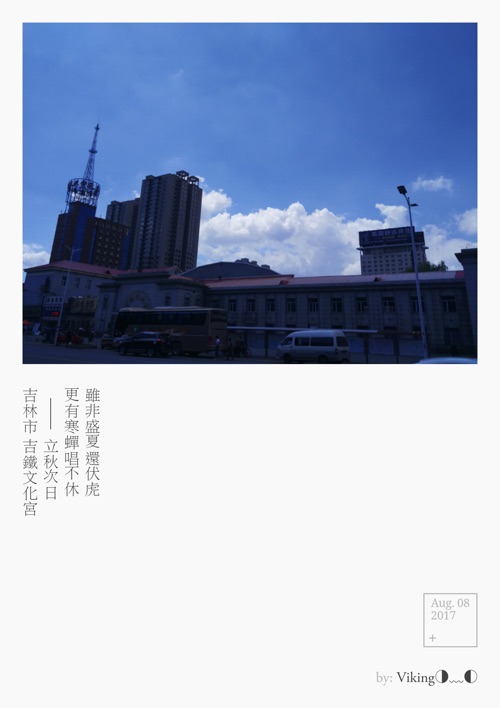 雖非盛夏還伏虎
更有寒蟬唱不休
——立秋次日
吉林市 吉鐵文化宮
Aug. 08
2017
+
by: Viking◑﹏◐